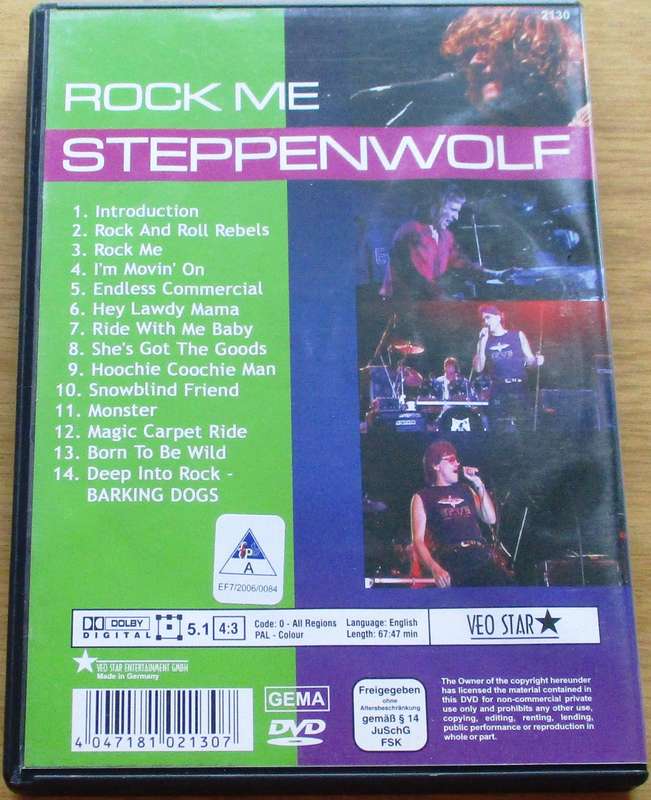 2130
ROCK ME
STEPPENWOLF
1. Introduction
2. Rock And Roll Rebels
3. Rock Me
4. I'm Movin' On
5. Endless Commercial
6. Hey Lawdy Mama
7. Ride With Me Baby
8. She's Got The Goods
9. Hoochie Coochie Man
10. Snowblind Friend
11. Monster
12. Magic Carpet Ride
13. Born To Be Wild
14. Deep Into Rock -
BARKING DOGS
A
EF7/2006/0084
DOLBY
DIGITAL
5.1
4:3
Code: 0 - All Regions
PAL - Colour
Language: English
Length: 67:47 min
VEO STAR
VEO STAR ENTERTAINMENT GMBH
Made in Germany
4 047181 021307
GEMA
DVD
Freigegeben
ohne
Altersbeschränkung
gemäß § 14
JuSchG
FSK
The Owner of the copyright hereunder
has licensed the material contained in
this DVD for non-commercial private
use only and prohibits any other use,
copying, editing, renting, lending,
public performance or reproduction in
whole or part.